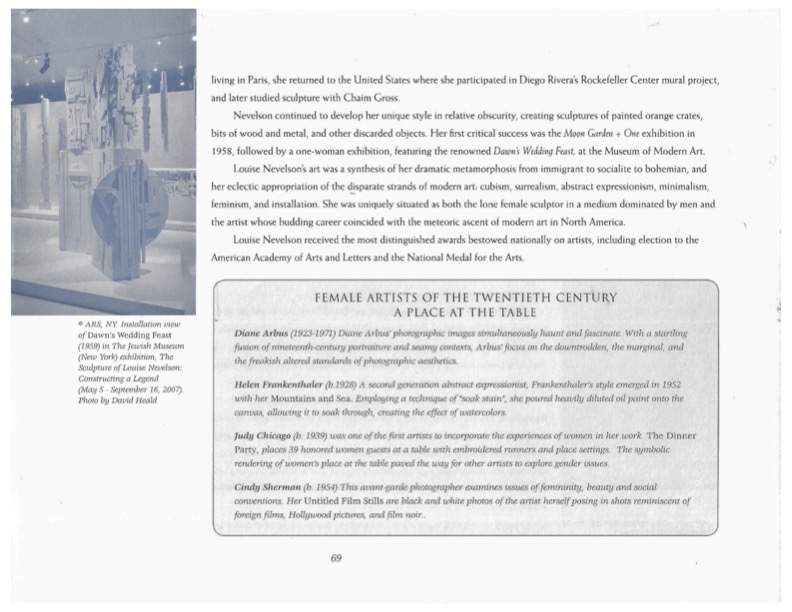 living in Paris, she returned to the United States where she participated in Diego Rivera's Rockefeller Center mural project,
and later studied sculpture with Chaim Gross.
Nevelson continued to develop her unique style in relative obscurity, creating sculptures of painted orange crates,
bits of wood and metal, and other discarded objects. Her first critical success was the Moon Garden + One exhibition in
1958, followed by a one-woman exhibition, featuring the renowned Dawn's Wedding Feast, at the Museum of Modern Art.
Louise Nevelson's art was a synthesis of her dramatic metamorphosis from immigrant to socialite to bohemian, and
her eclectic appropriation of the disparate strands of modern art: cubism, surrealism, abstract expressionism, minimalism,
feminism, and installation. She was uniquely situated as both the lone female sculptor in a medium dominated by men and
the artist whose budding career coincided with the meteoric ascent of modern art in North America.
Louise Nevelson received the most distinguished awards bestowed nationally on artists, including election to the
American Academy of Arts and Letters and the National Medal for the Arts.
© ARS, NY. Installation view
of Dawn's Wedding Feast
(1959) in The Jewish Museum
(New York) exhibition, The
Sculpture of Louise Nevelson:
Constructing a Legend
(May 5 - September 16, 2007).
Photo by David Heald
FEMALE ARTISTS OF THE TWENTIETH CENTURY
A PLACE AT THE TABLE
Diane Arbus (1923-1971) Diane Arbus' photographic images simultaneously haunt and fascinate. With a startling
fusion of nineteenth-century portraiture and seamy contexts, Arbus' focus on the downtrodden, the marginal, and
the freakish altered standards of photographic aesthetics.
Helen Frankenthaler (b.1928) A second generation abstract expressionist, Frankenthaler's style emerged in 1952
with her Mountains and Sea. Employing a technique of "soak stain", she poured heavily diluted oil paint onto the
canvas, allowing it to soak through, creating the effect of watercolors.
Judy Chicago (b. 1939) was one of the first artists to incorporate the experiences of women in her work. The Dinner
Party, places 39 honored women guests at a table with embroidered runners and place settings. The symbolic
rendering of women's place at the table paved the way for other artists to explore gender issues.
Cindy Sherman (b. 1954) This avant-garde photographer examines issues of femininity, beauty and social
conventions. Her Untitled Film Stills are black and white photos of the artist herself posing in shots reminiscent of
foreign films, Hollywood pictures, and film noir.
69